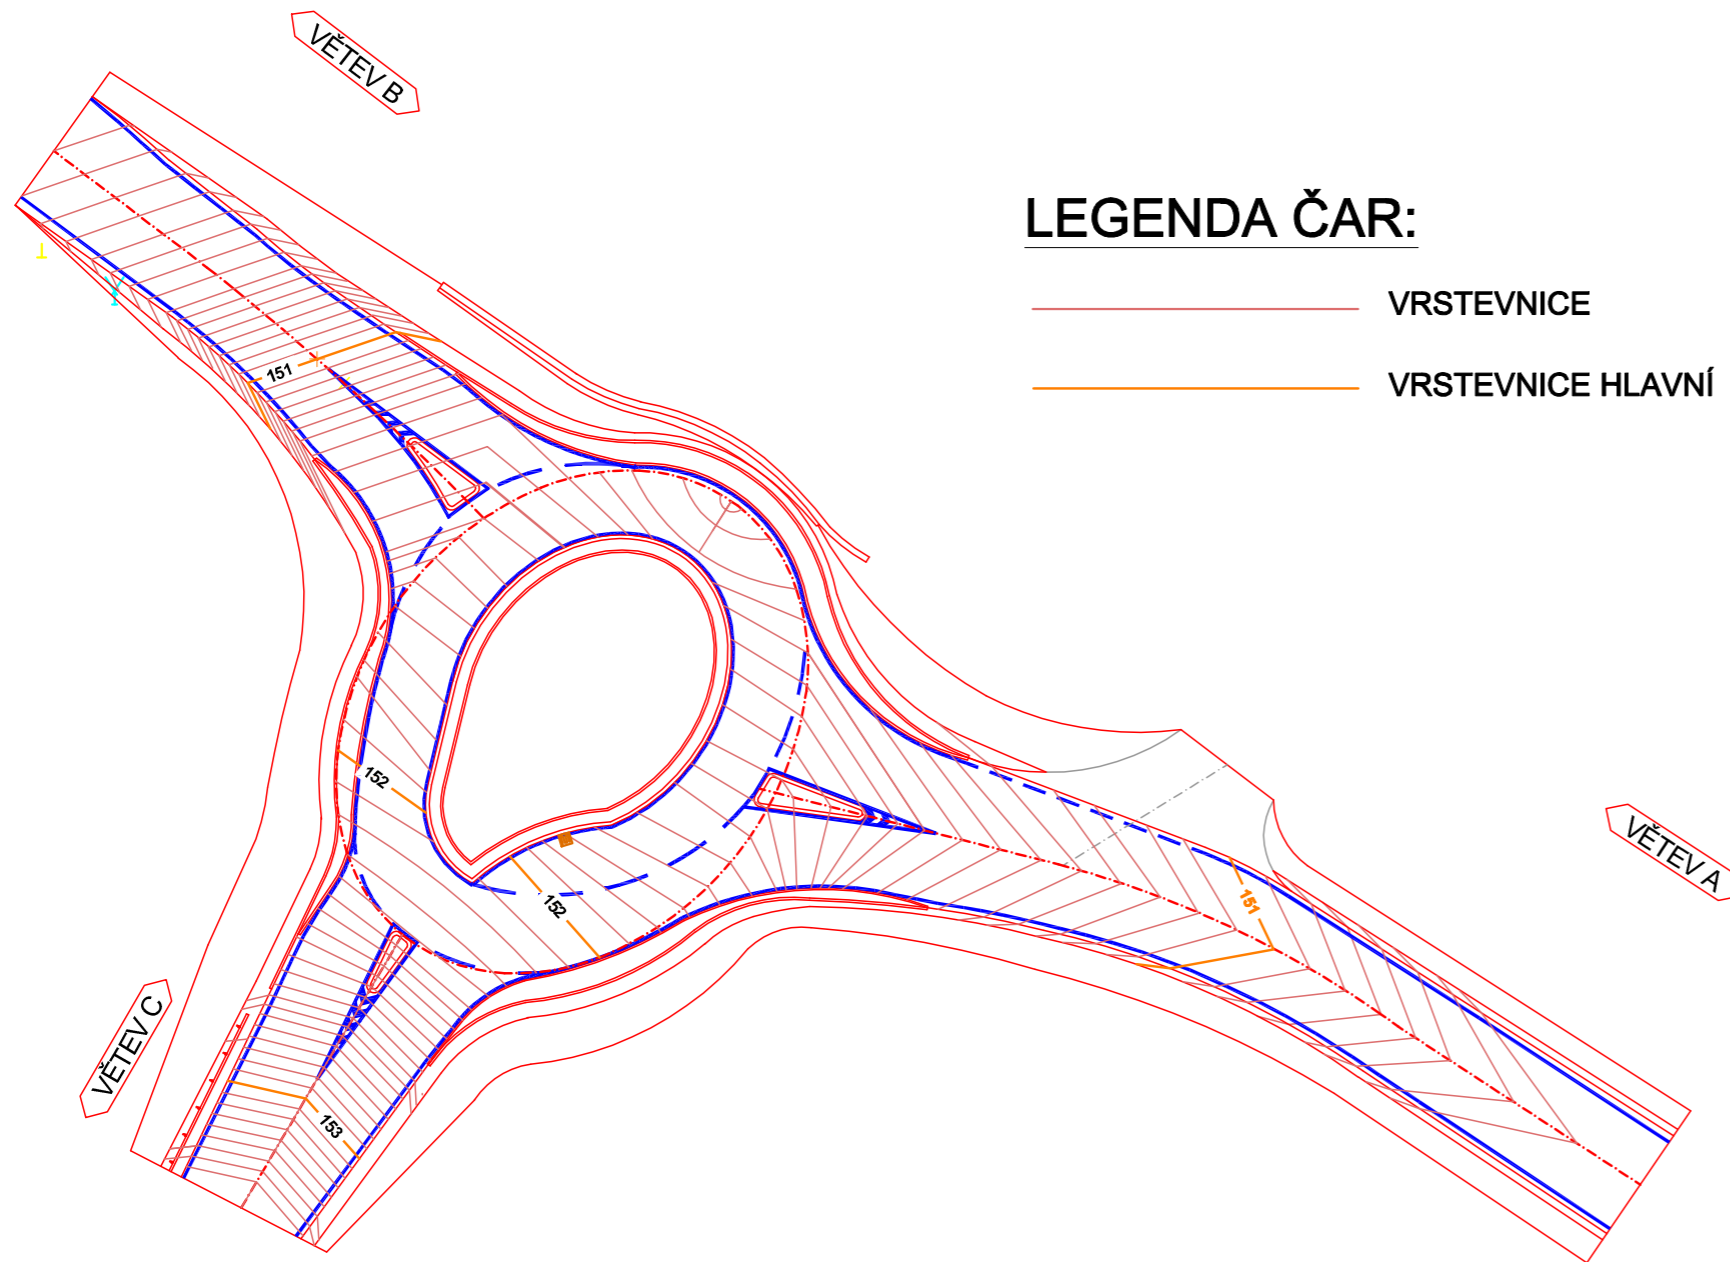 VĚTEV B
LEGENDA ČAR:
VRSTEVNICE
VRSTEVNICE HLAVNÍ
151
152
152
151
VĚTEV A
VĚTEV C
153